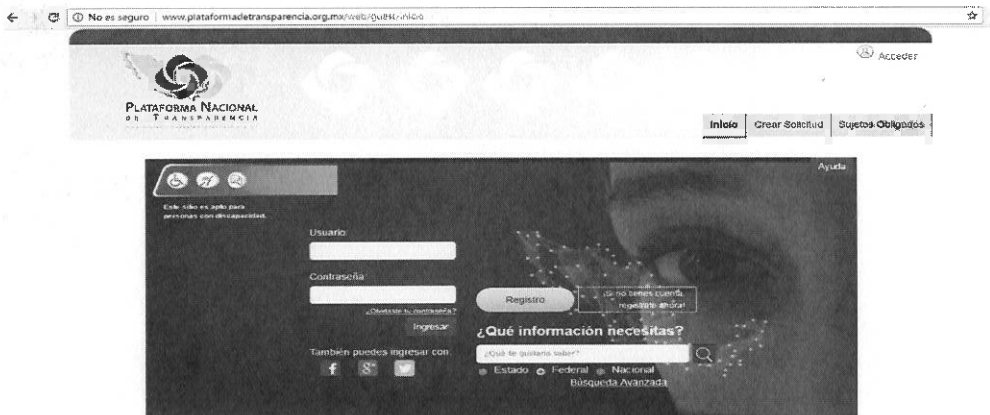 No es seguro | www.plataformadetransparencia.org.mx/web/guest/inicio
Acceder
PLATAFORMA NACIONAL
DE TRANSPARENCIA
Inicio Crear Solicitud Sujetos Obligados
Ayuda
Este sitio es apto para
personas con discapacidad.
Usuario:
Contraseña:
¿Olvidaste tu contraseña?
Ingresar
También puedes ingresar con:
Registro
¡Si no tienes cuenta,
regístrate ahora!
¿Qué información necesitas?
¿Qué te gustaría saber?
Estado Federal Nacional
Búsqueda Avanzada